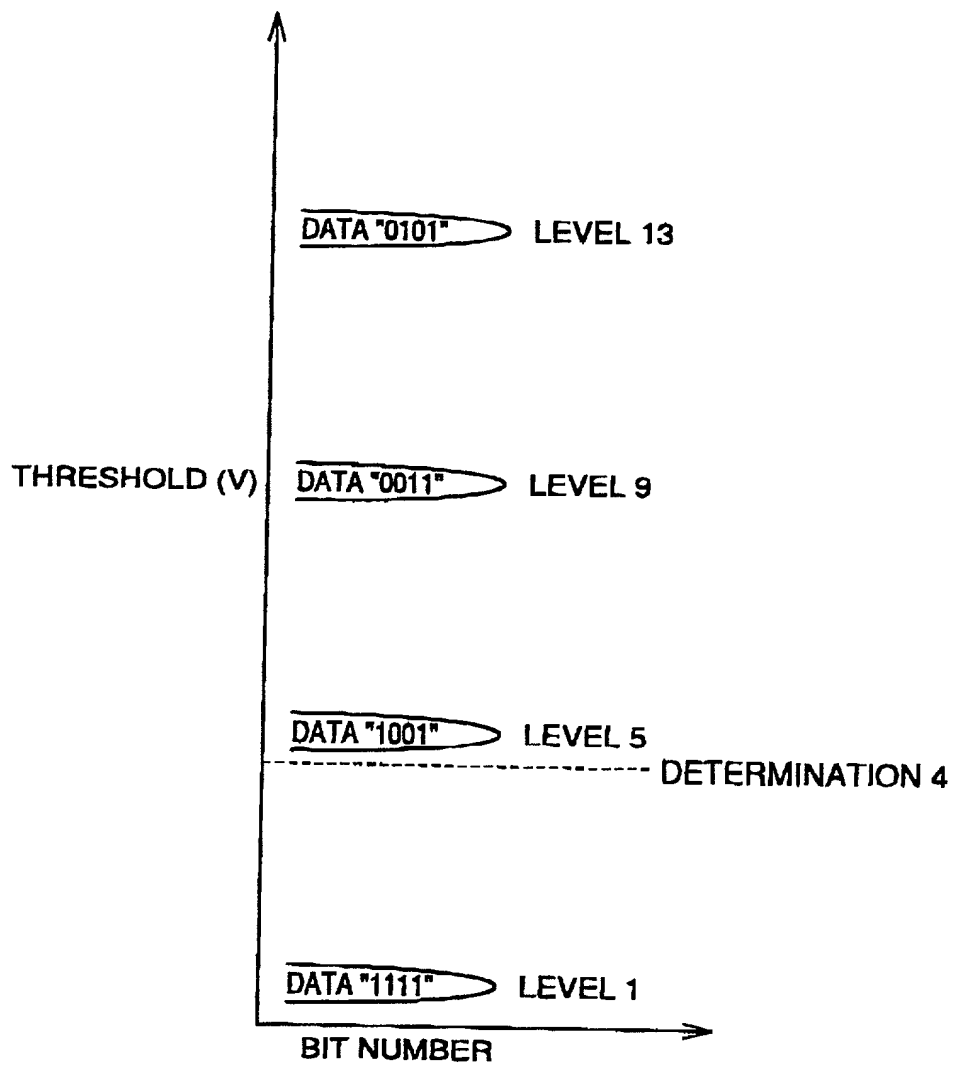 DATA "0101" LEVEL 13
THRESHOLD (V)
DATA "0011" LEVEL 9
DATA "1001" LEVEL 5
DETERMINATION 4
DATA "1111" LEVEL 1
BIT NUMBER